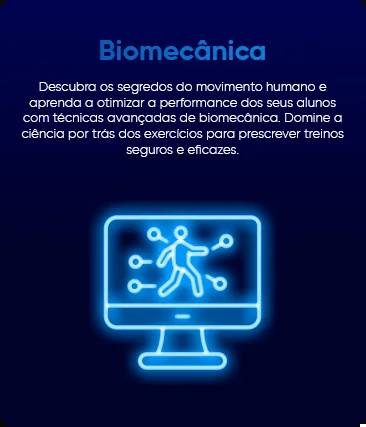 Biomecânica
Descubra os segredos do movimento humano e
aprenda a otimizar a performance dos seus alunos
com técnicas avançadas de biomecânica. Domine a
ciência por trás dos exercícios para prescrever treinos
seguros e eficazes.